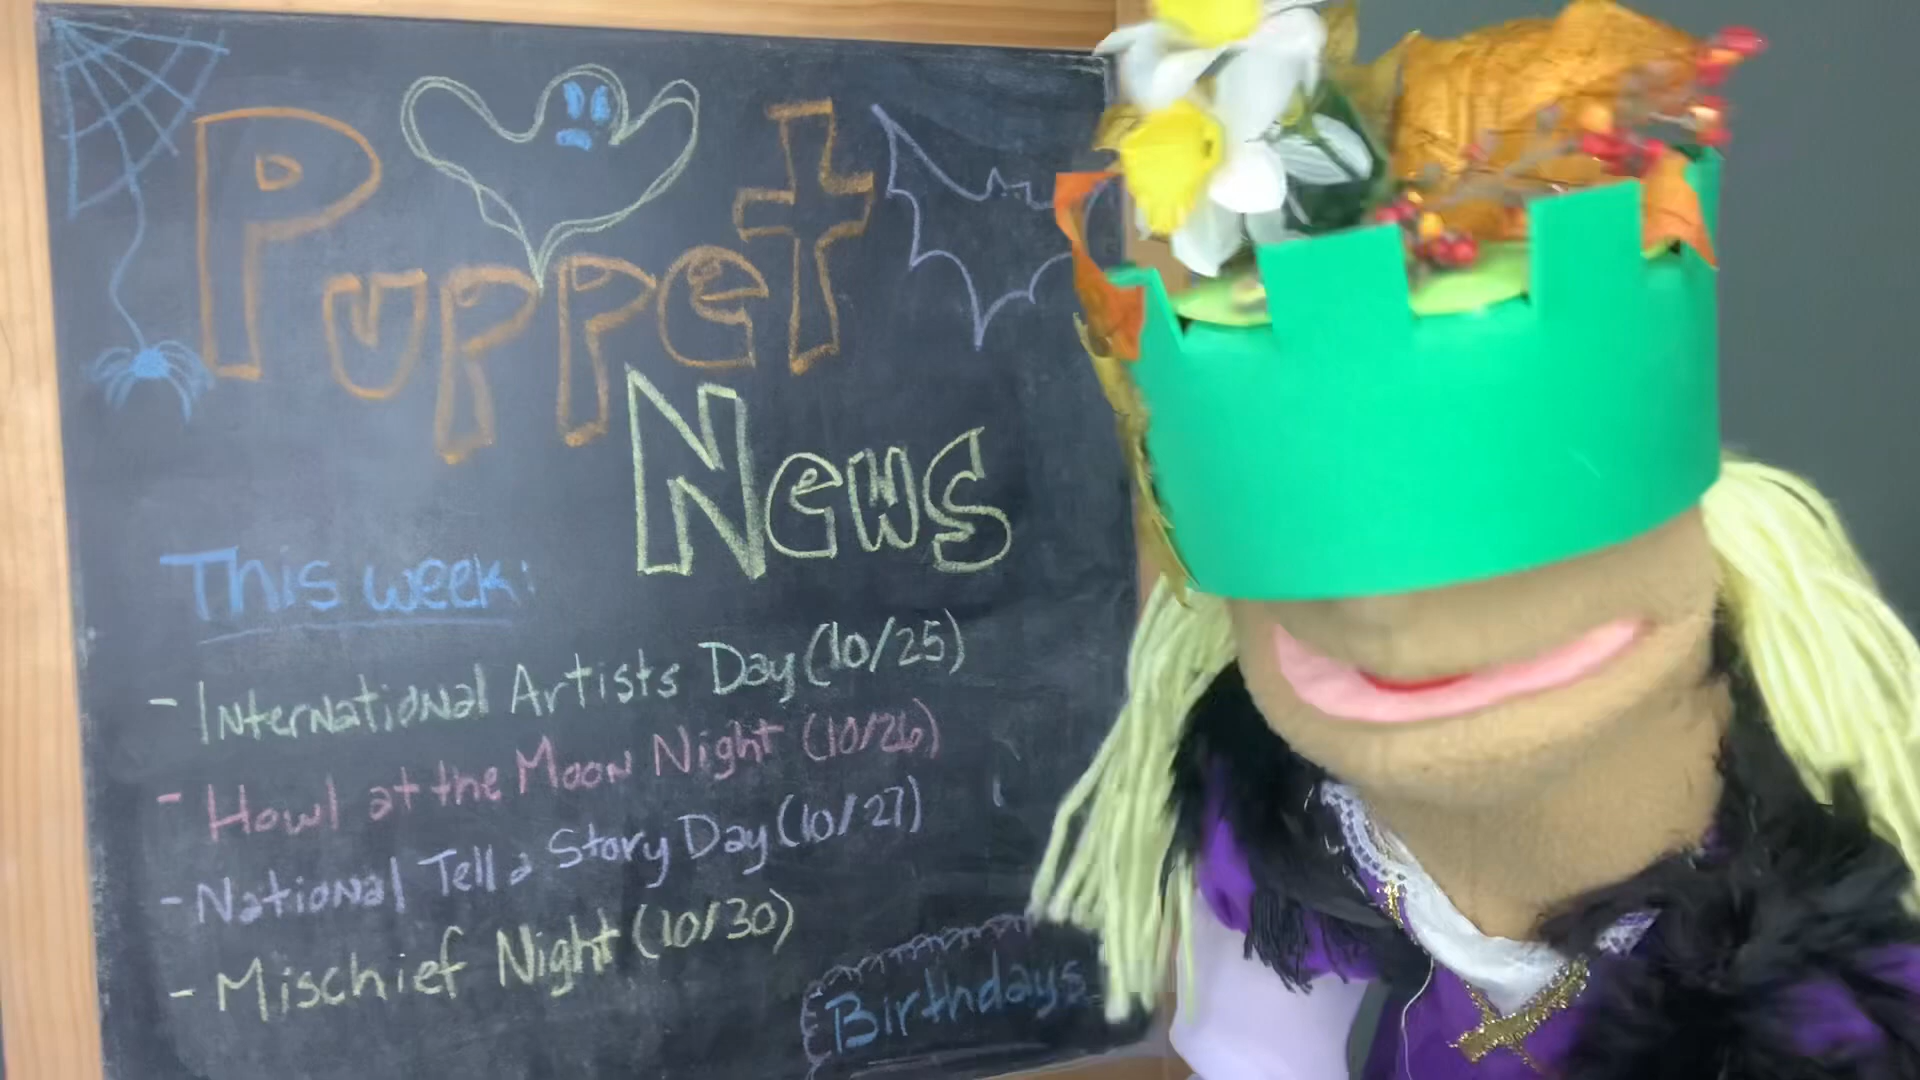 Puppet
News
This week:
- International Artists Day (10/25)
- Howl at the Moon Night (10/26)
- National Tell a Story Day (10/27)
- Mischief Night (10/30)
Birthdays